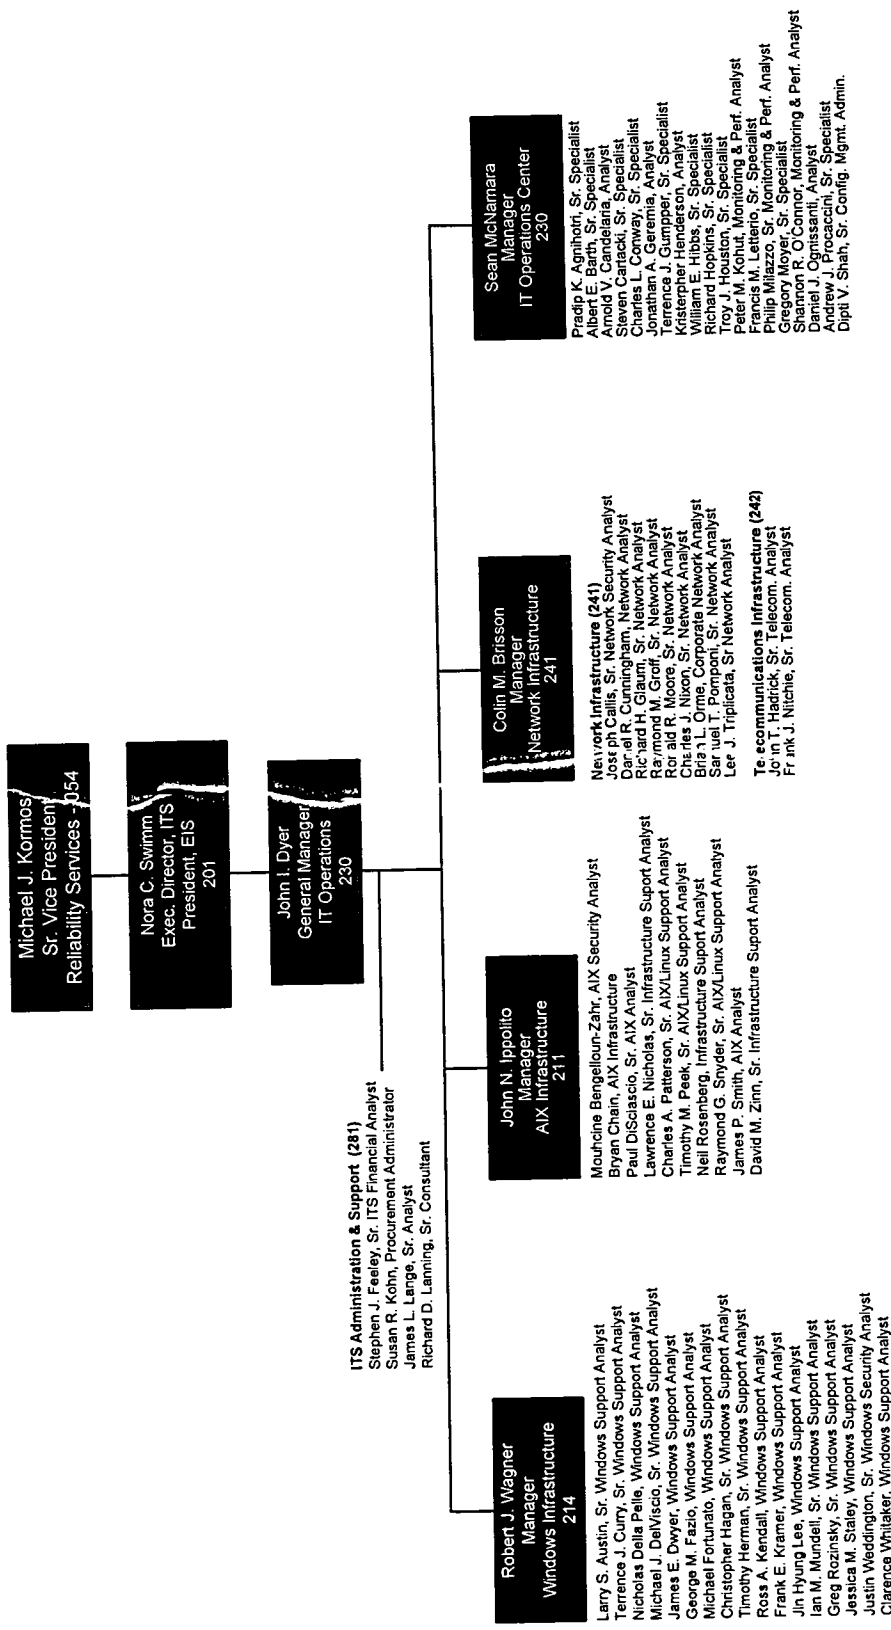 Michael J. Kormos
Sr. Vice President
Reliability Services - 054
Nora C. Swimm
Exec. Director, ITS
President, EIS
201
John I. Dyer
General Manager
IT Operations
230
ITS Administration & Support (281)
Stephen J. Feeley, Sr. ITS Financial Analyst
Susan R. Kohn, Procurement Administrator
James L. Lange, Sr. Analyst
Richard D. Lanning, Sr. Consultant
Robert J. Wagner
Manager
Windows Infrastructure
214
Larry S. Austin, Sr. Windows Support Analyst
Terrence J. Curry, Sr. Windows Support Analyst
Nicholas Della Pelle, Windows Support Analyst
Michael J. DelViscio, Sr. Windows Support Analyst
James E. Dwyer, Windows Support Analyst
George M. Fazio, Windows Support Analyst
Michael Fortunato, Windows Support Analyst
Christopher Hagan, Sr. Windows Support Analyst
Timothy Herman, Sr. Windows Support Analyst
Ross A. Kendall, Windows Support Analyst
Frank E. Kramer, Windows Support Analyst
Jin Hyung Lee, Windows Support Analyst
Ian M. Mundell, Sr. Windows Support Analyst
Greg Rozinsky, Sr. Windows Support Analyst
Jessica M. Staley, Windows Support Analyst
Justin Weddington, Sr. Windows Security Analyst
Clarence Whitaker, Windows Support Analyst
John N. Ippolito
Manager
AIX Infrastructure
211
Mouhcine Bengelloun-Zahr, AIX Security Analyst
Bryan Chain, AIX Infrastructure
Paul DiSciascio, Sr. AIX Analyst
Lawrence E. Nicholas, Sr. Infrastructure Suport Analyst
Charles A. Patterson, Sr. AIX/Linux Support Analyst
Timothy M. Peek, Sr. AIX/Linux Support Analyst
Neil Rosenberg, Infrastructure Suport Analyst
Raymond G. Snyder, Sr. AIX/Linux Support Analyst
James P. Smith, AIX Analyst
David M. Zinn, Sr. Infrastructure Suport Analyst
Colin M. Brisson
Manager
Network Infrastructure
241
Network Infrastructure (241)
Joseph Callis, Sr. Network Security Analyst
Daniel R. Cunningham, Network Analyst
Richard H. Glaum, Sr. Network Analyst
Raymond M. Groff, Sr. Network Analyst
Ronald R. Moore, Sr. Network Analyst
Charles J. Nixon, Sr. Network Analyst
Brian L. Orme, Corporate Network Analyst
Samuel T. Pomponi, Sr. Network Analyst
Lee J. Triplicata, Sr Network Analyst
Telecommunications Infrastructure (242)
John T. Hadrick, Sr. Telecom. Analyst
Frank J. Nitchie, Sr. Telecom. Analyst
Sean McNamara
Manager
IT Operations Center
230
Pradip K. Agnihotri, Sr. Specialist
Albert E. Barth, Sr. Specialist
Arnold V. Candelaria, Analyst
Steven Cartacki, Sr. Specialist
Charles L. Conway, Sr. Specialist
Jonathan A. Geremia, Analyst
Terrence J. Gumpper, Sr. Specialist
Kristerpher Henderson, Analyst
William E. Hibbs, Sr. Specialist
Richard Hopkins, Sr. Specialist
Troy J. Houston, Sr. Specialist
Peter M. Kohut, Monitoring & Perf. Analyst
Francis M. Letterio, Sr. Specialist
Philip Milazzo, Sr. Monitoring & Perf. Analyst
Gregory Moyer, Sr. Specialist
Shannon R. O'Connor, Monitoring & Perf. Analyst
Daniel J. Ognissanti, Analyst
Andrew J. Procaccini, Sr. Specialist
Dipti V. Shah, Sr. Config. Mgmt. Admin.